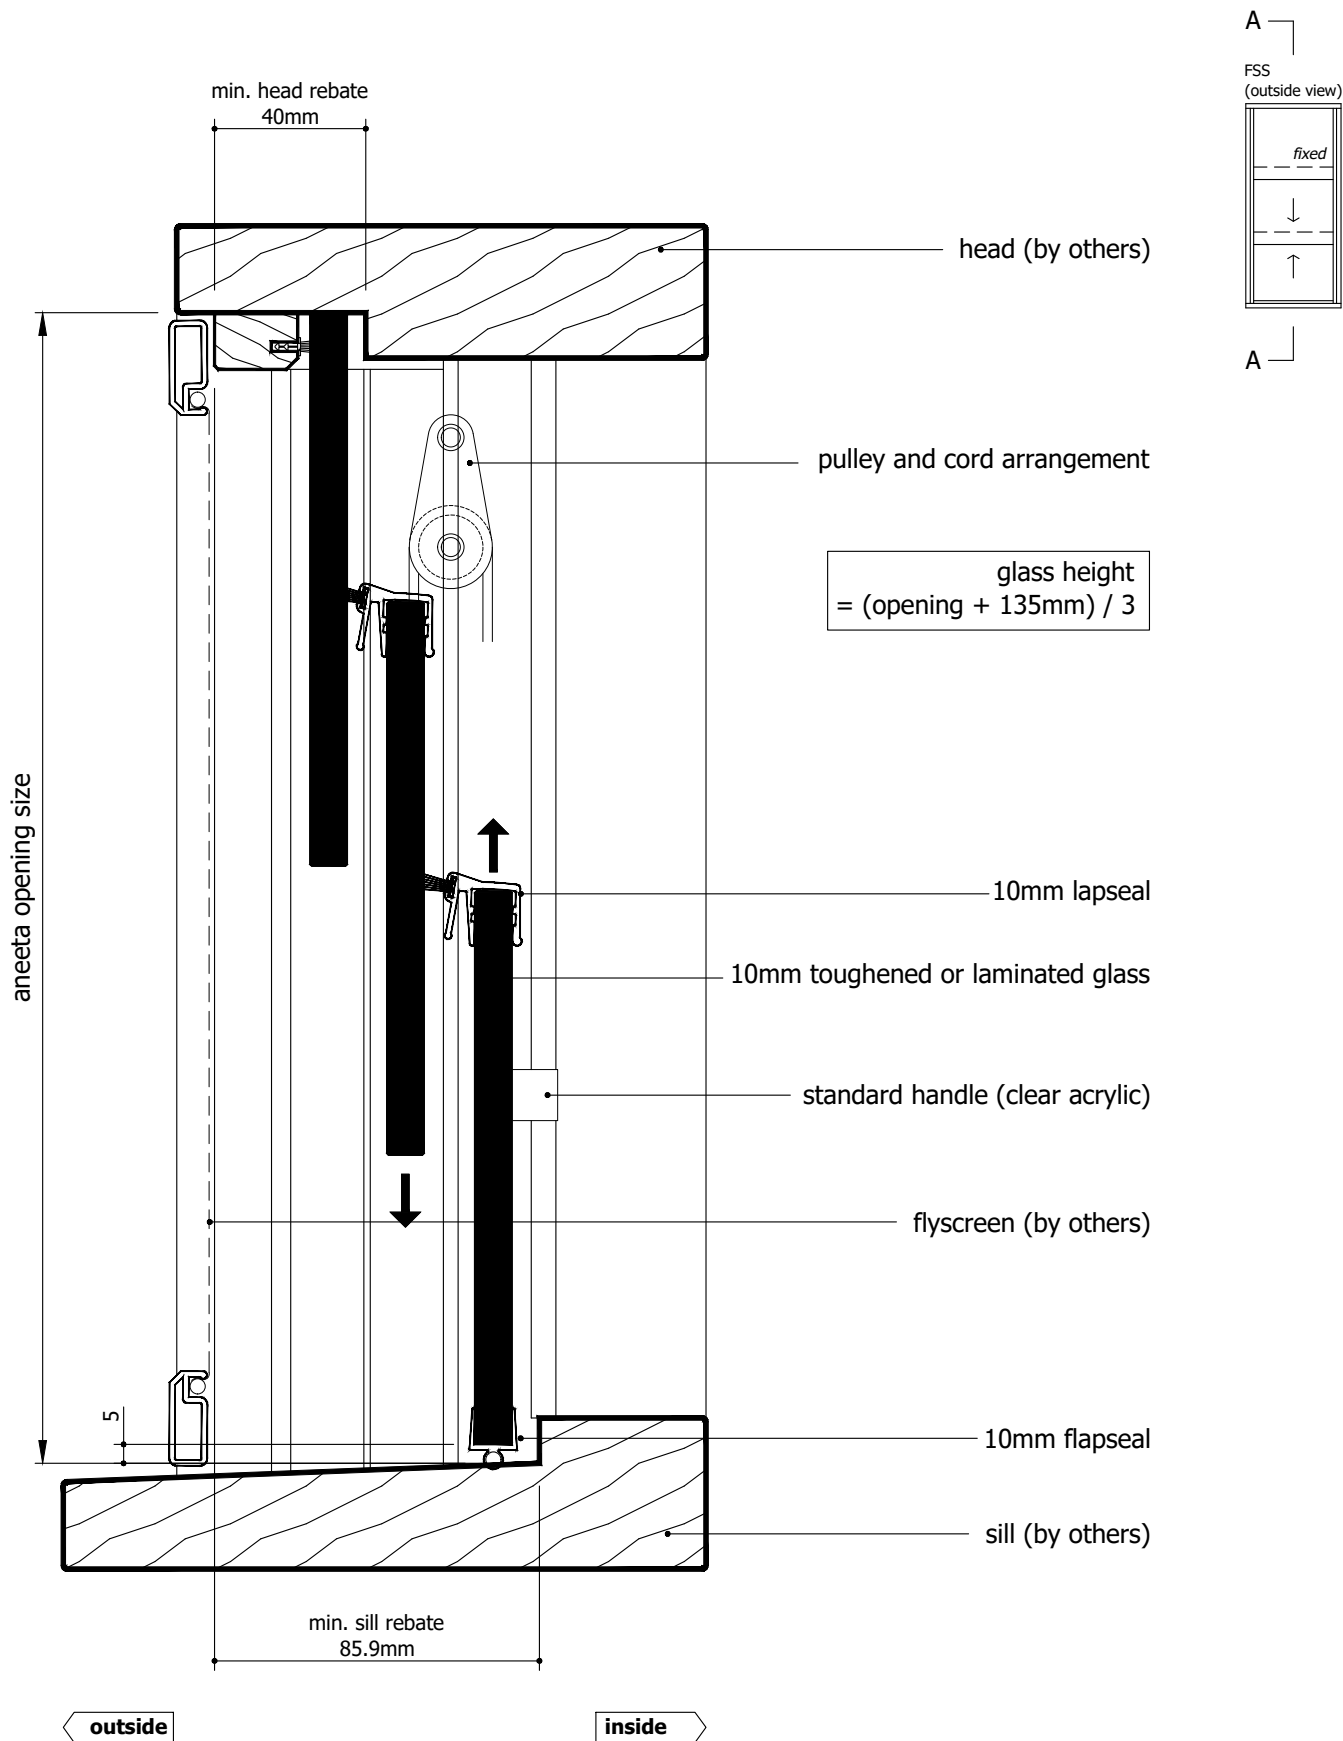 A
FSS
(outside view)
fixed
A
min. head rebate
40mm
head (by others)
pulley and cord arrangement
glass height
= (opening + 135mm) / 3
aneeta opening size
10mm lapseal
10mm toughened or laminated glass
standard handle (clear acrylic)
flyscreen (by others)
5
10mm flapseal
sill (by others)
min. sill rebate
85.9mm
outside
inside